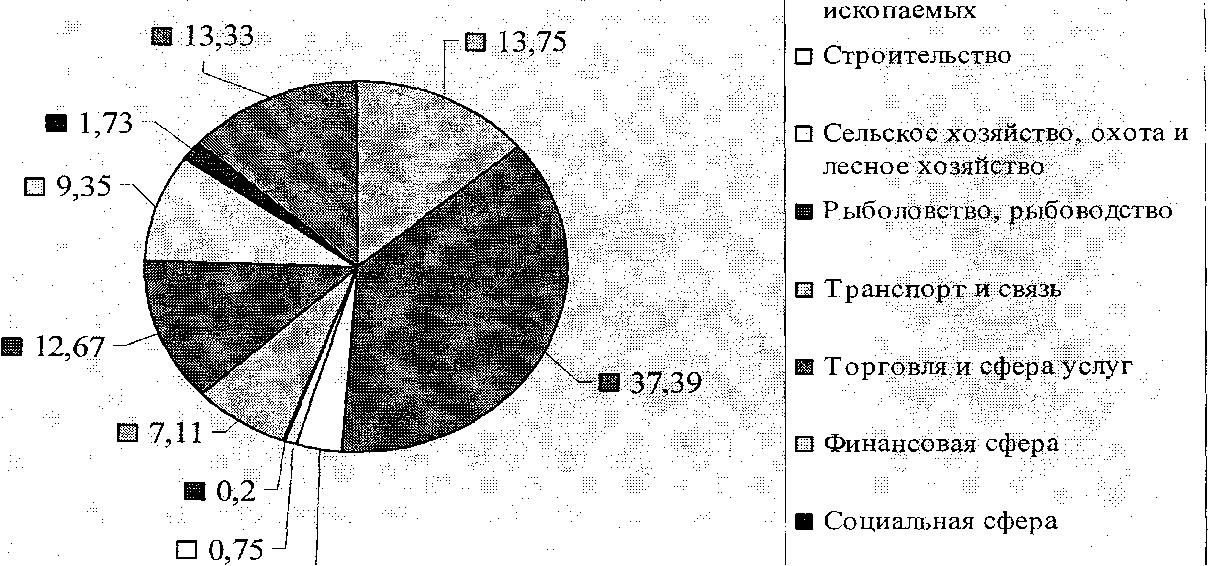 13,33
13,75
1,73
9,35
12,67
37,39
7,11
0,2
0,75
ископаемых
Строительство
Сельское хозяйство, охота и
лесное хозяйство
Рыболовство, рыбоводство
Транспорт и связь
Торговля и сфера услуг
Финансовая сфера
Социальная сфера